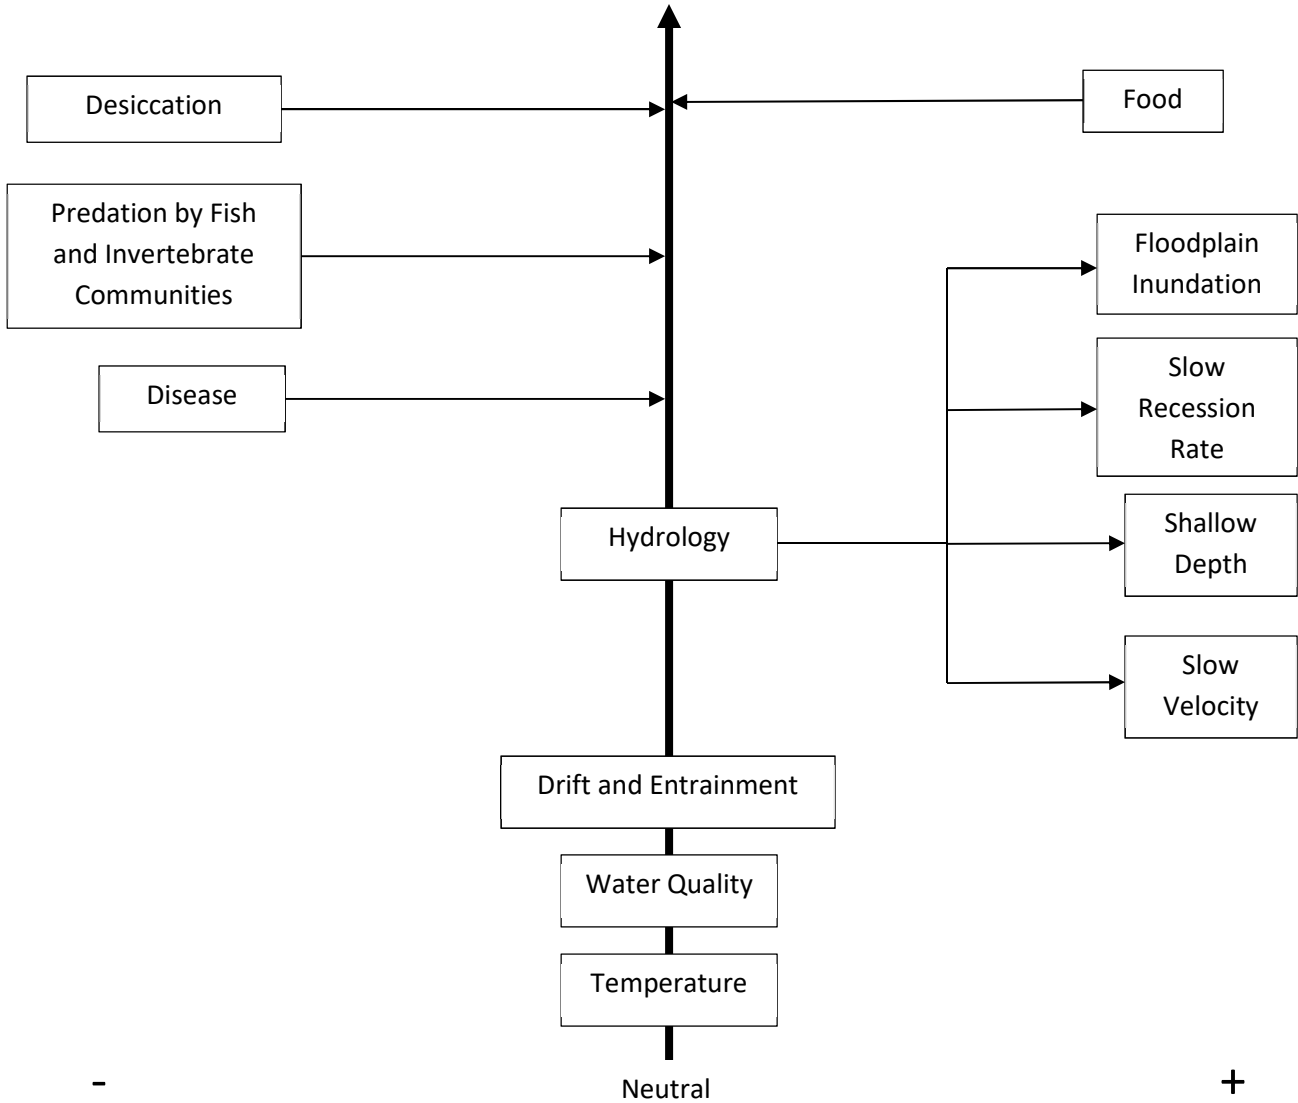 Desiccation
Food
Predation by Fish
and Invertebrate
Communities
Floodplain
Inundation
Disease
Slow
Recession
Rate
Hydrology
Shallow
Depth
Slow
Velocity
Drift and Entrainment
Water Quality
Temperature
-
Neutral
+